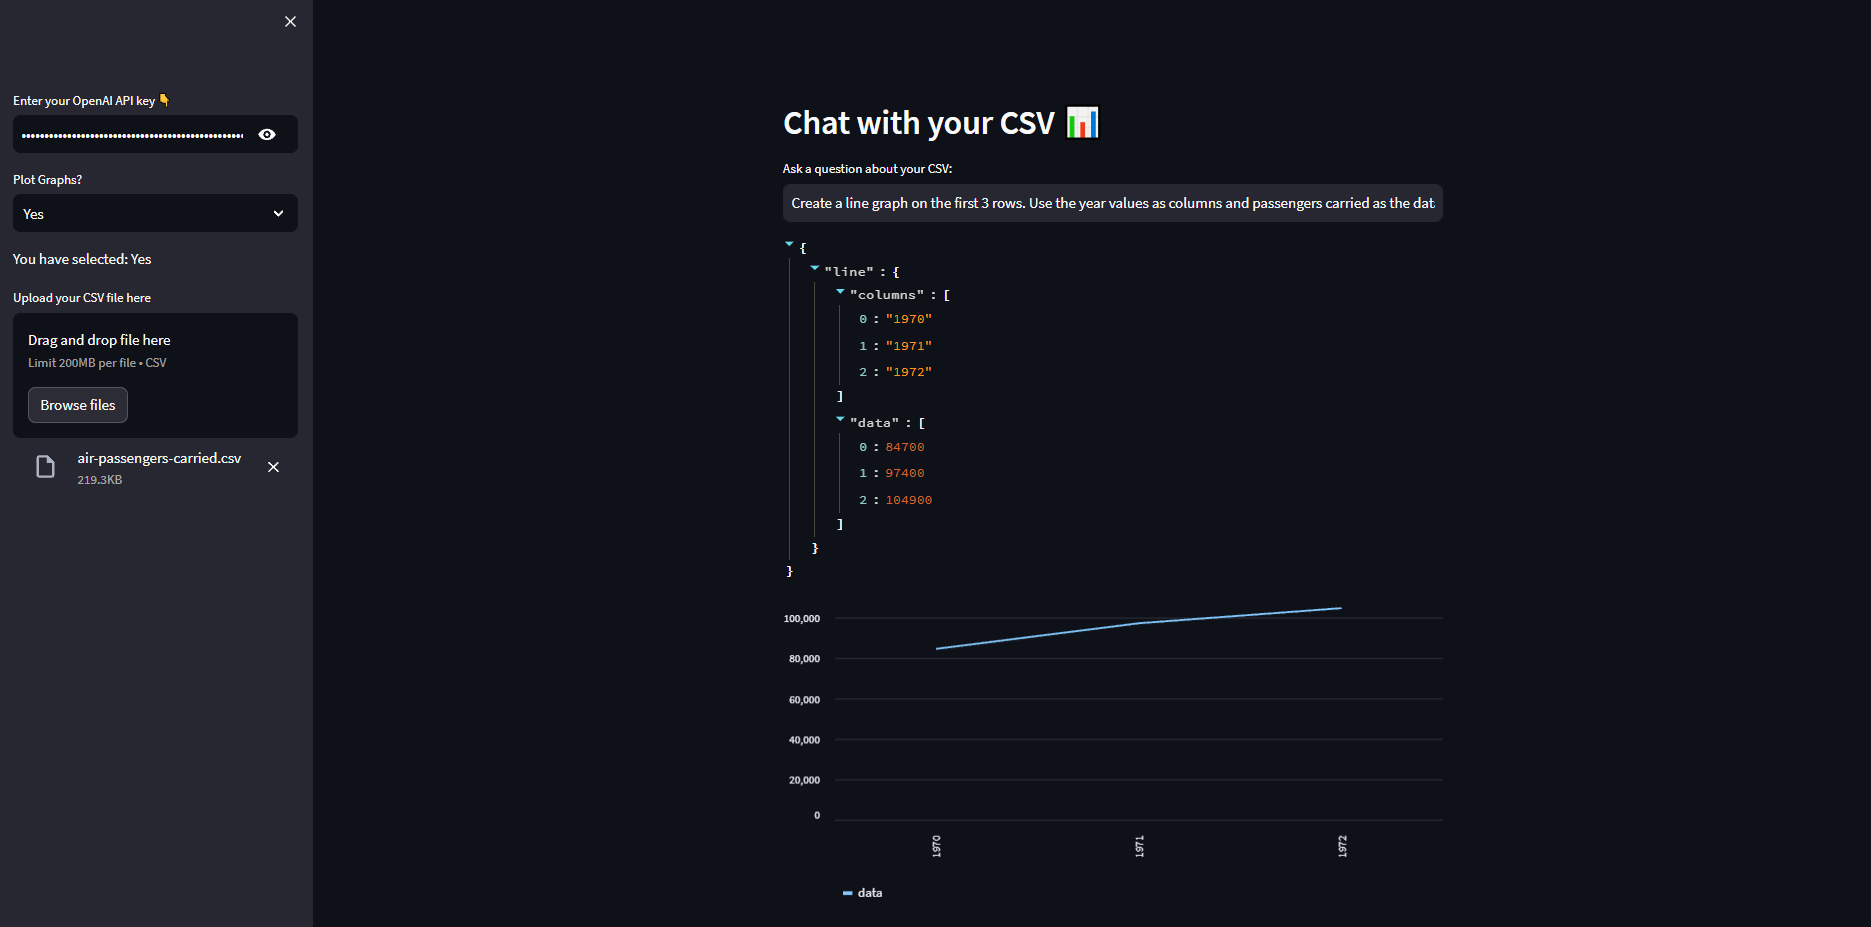 Enter your OpenAI API key 👇
Plot Graphs?
Yes
You have selected: Yes
Upload your CSV file here
Drag and drop file here
Limit 200MB per file • CSV
Browse files
air-passengers-carried.csv
219.3KB
Chat with your CSV 📊
Ask a question about your CSV:
Create a line graph on the first 3 rows. Use the year values as columns and passengers carried as the dat
{
"line" : {
"columns" : [
0 : "1970"
1 : "1971"
2 : "1972"
]
"data" : [
0 : 84700
1 : 97400
2 : 104900
]
}
}
100,000
80,000
60,000
40,000
20,000
0
1970
1971
1972
data